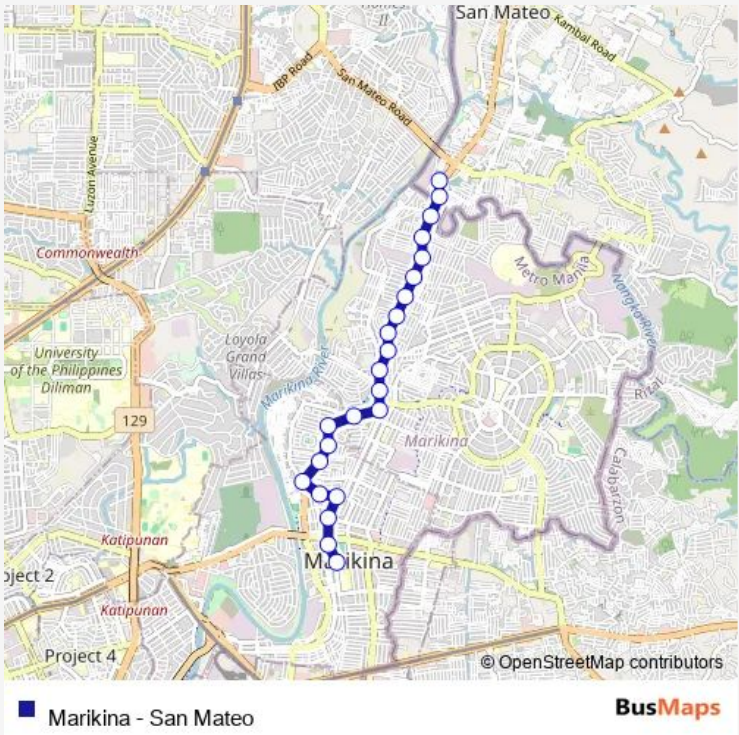 San Mateo
Kambal Road
II
IBP Road
San Mateo Road
Luzon Avenue
Commonwealth
Metro Manila
Nangka River
University
of the Philippines
Diliman
Loyola
Grand
Villas
Marikina River
Rizal
129
Marikina
Calabarzon
Katipunan
Marikina
oject 2
Katipunan
Project 4
© OpenStreetMap contributors
Marikina - San Mateo
BusMaps